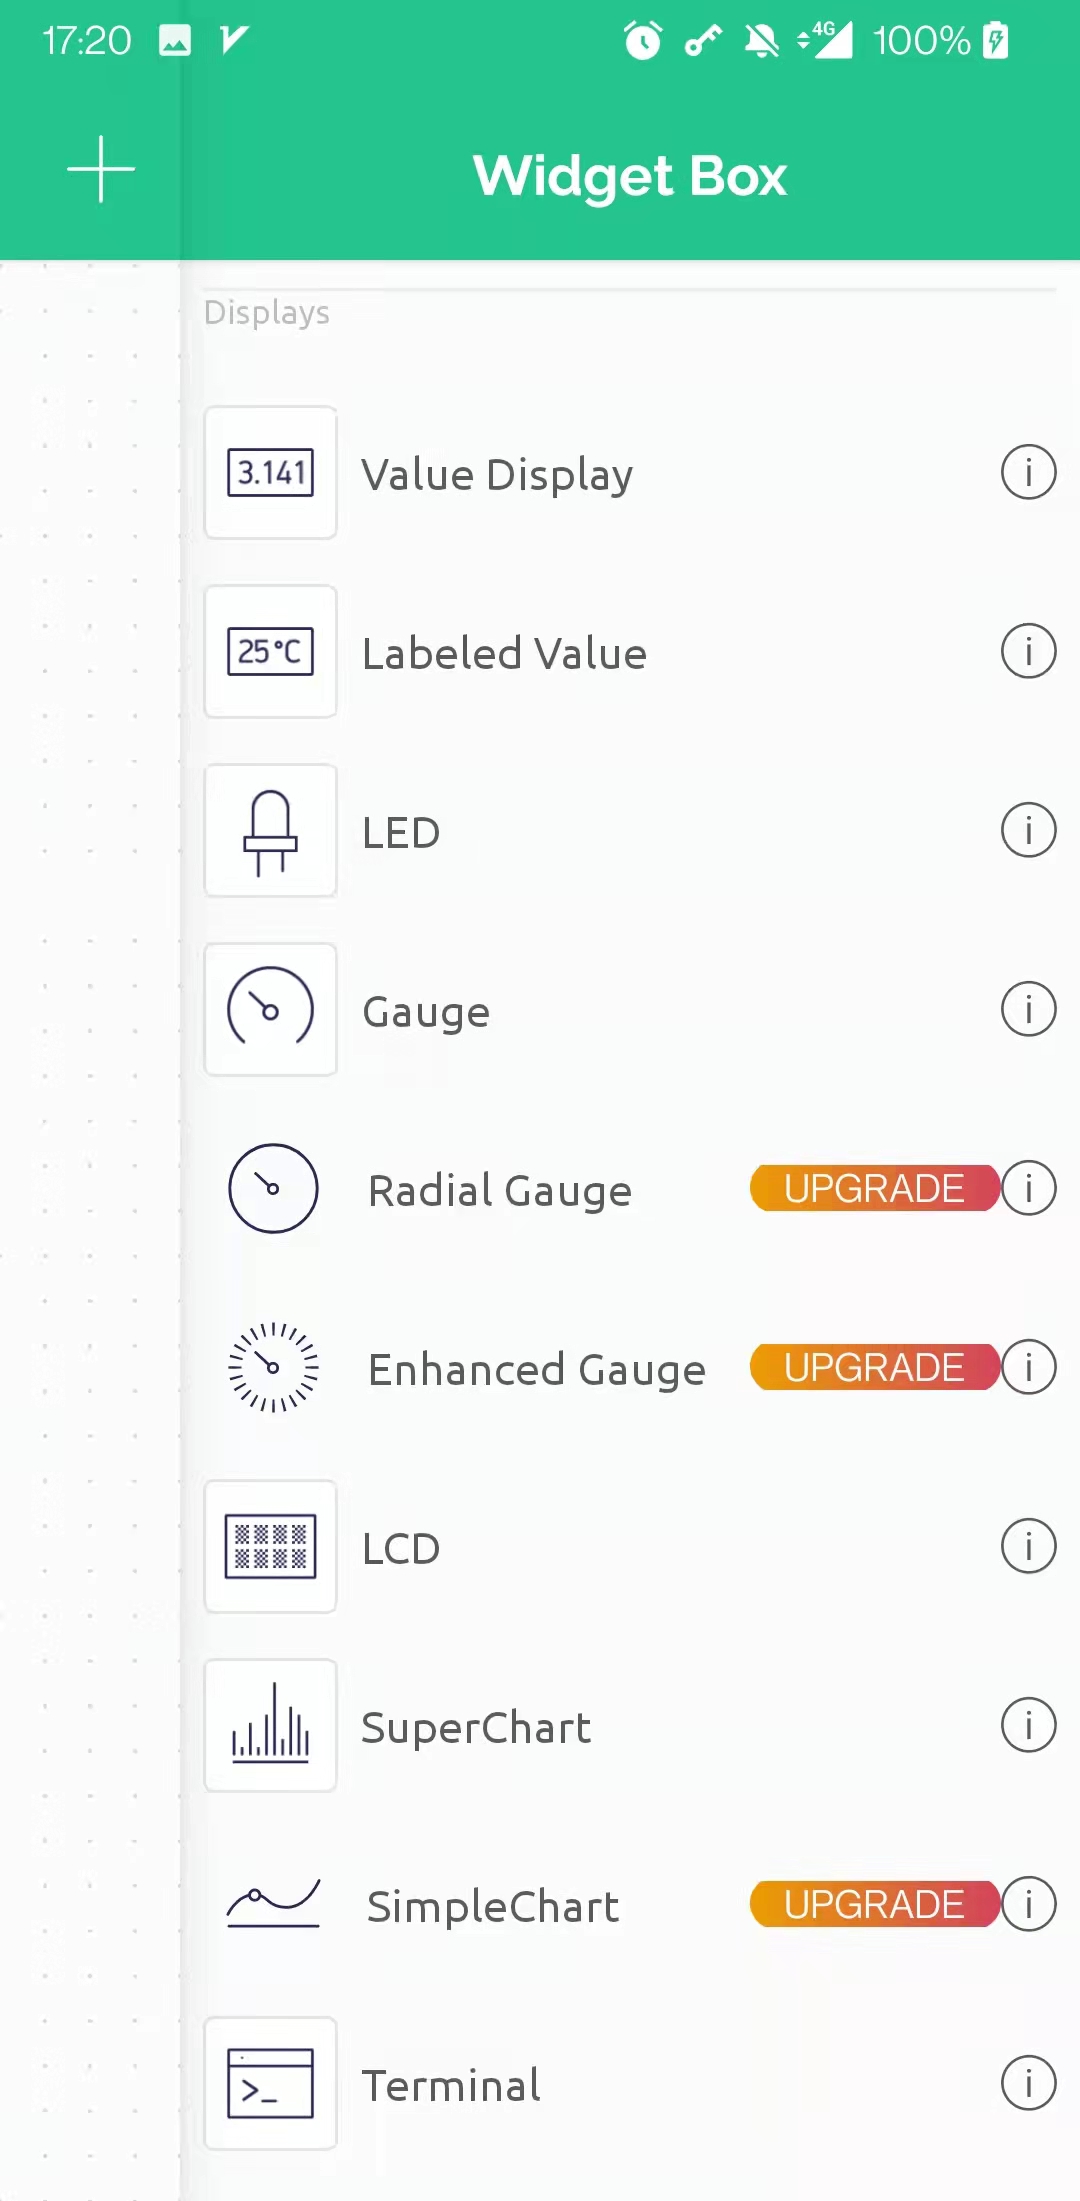 17:20 4G 100%
Widget Box
Displays
3.141 Value Display
25°C Labeled Value
LED
Gauge
Radial Gauge UPGRADE
Enhanced Gauge UPGRADE
LCD
SuperChart
SimpleChart UPGRADE
>_ Terminal